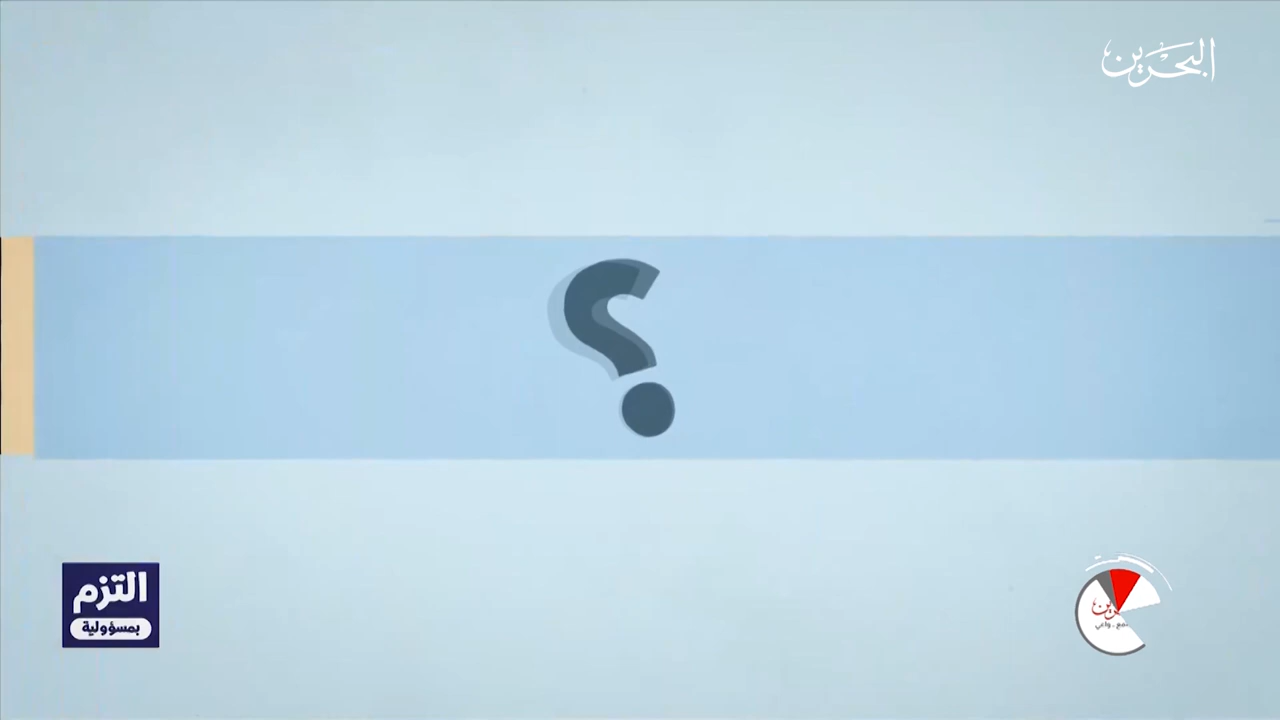 البحرين
؟
التزم
بمسؤولية